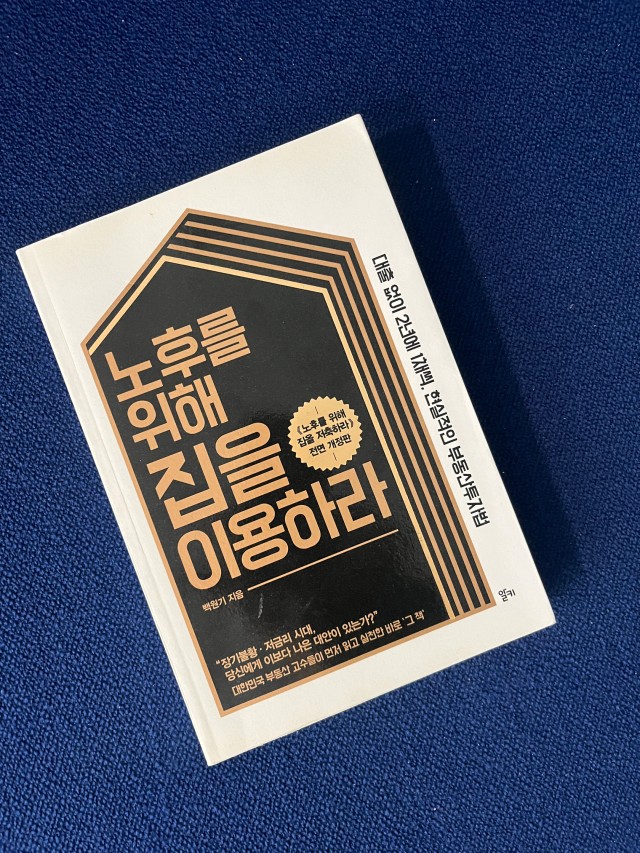 대출 없이 2년에 1채씩, 현실적인 부동산투자법
노후를
위해
집을
이용하라
《노후를 위해
집을 저축하라》
전면 개정판
백원기 지음
"장기불황·저금리 시대,
당신에게 이보다 나은 대안이 있는가?"
대한민국 부동산 고수들이 먼저 읽고 실천한 바로 '그 책'
알키